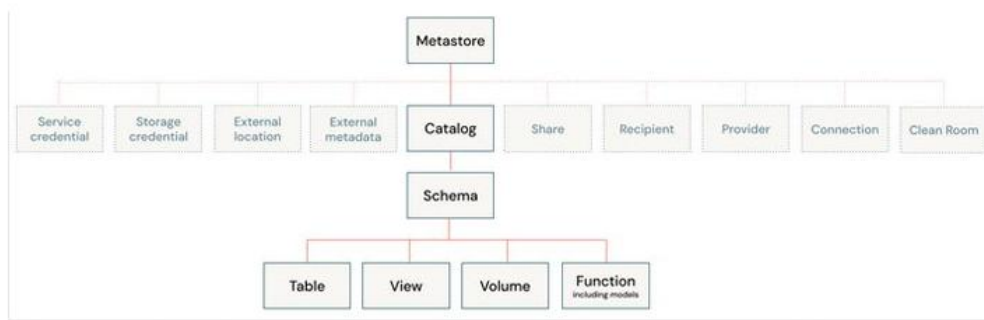 Metastore
Service
credential
Storage
credential
External
location
External
metadata
Catalog
Share
Recipient
Provider
Connection
Clean Room
Schema
Table
View
Volume
Function
including models